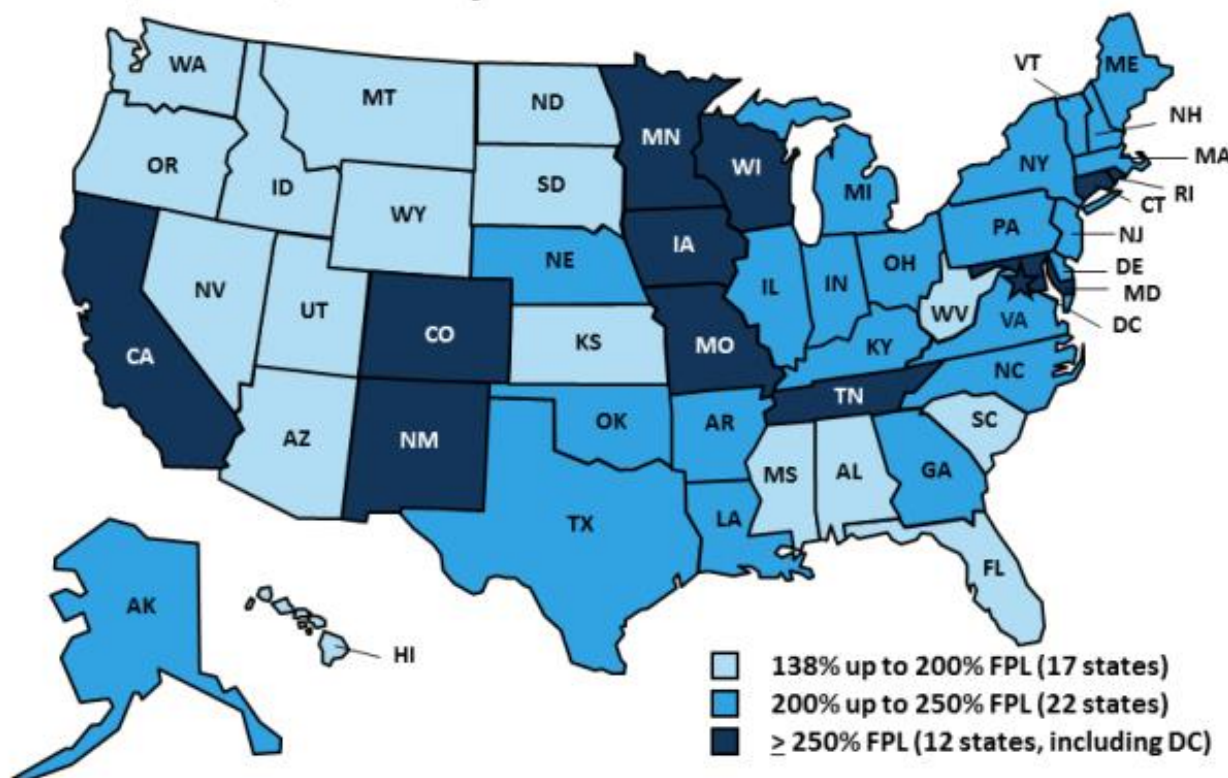 WA
MT
ND
MN
VT
ME
NH
OR
ID
SD
WI
NY
MA
WY
MI
RI
CT
IA
PA
NJ
NE
OH
DE
NV
IL
IN
MD
UT
WV
VA
DC
CO
KS
MO
KY
CA
NC
TN
OK
AR
SC
AZ
NM
MS
AL
GA
TX
LA
FL
AK
HI
138% up to 200% FPL (17 states)
200% up to 250% FPL (22 states)
≥ 250% FPL (12 states, including DC)